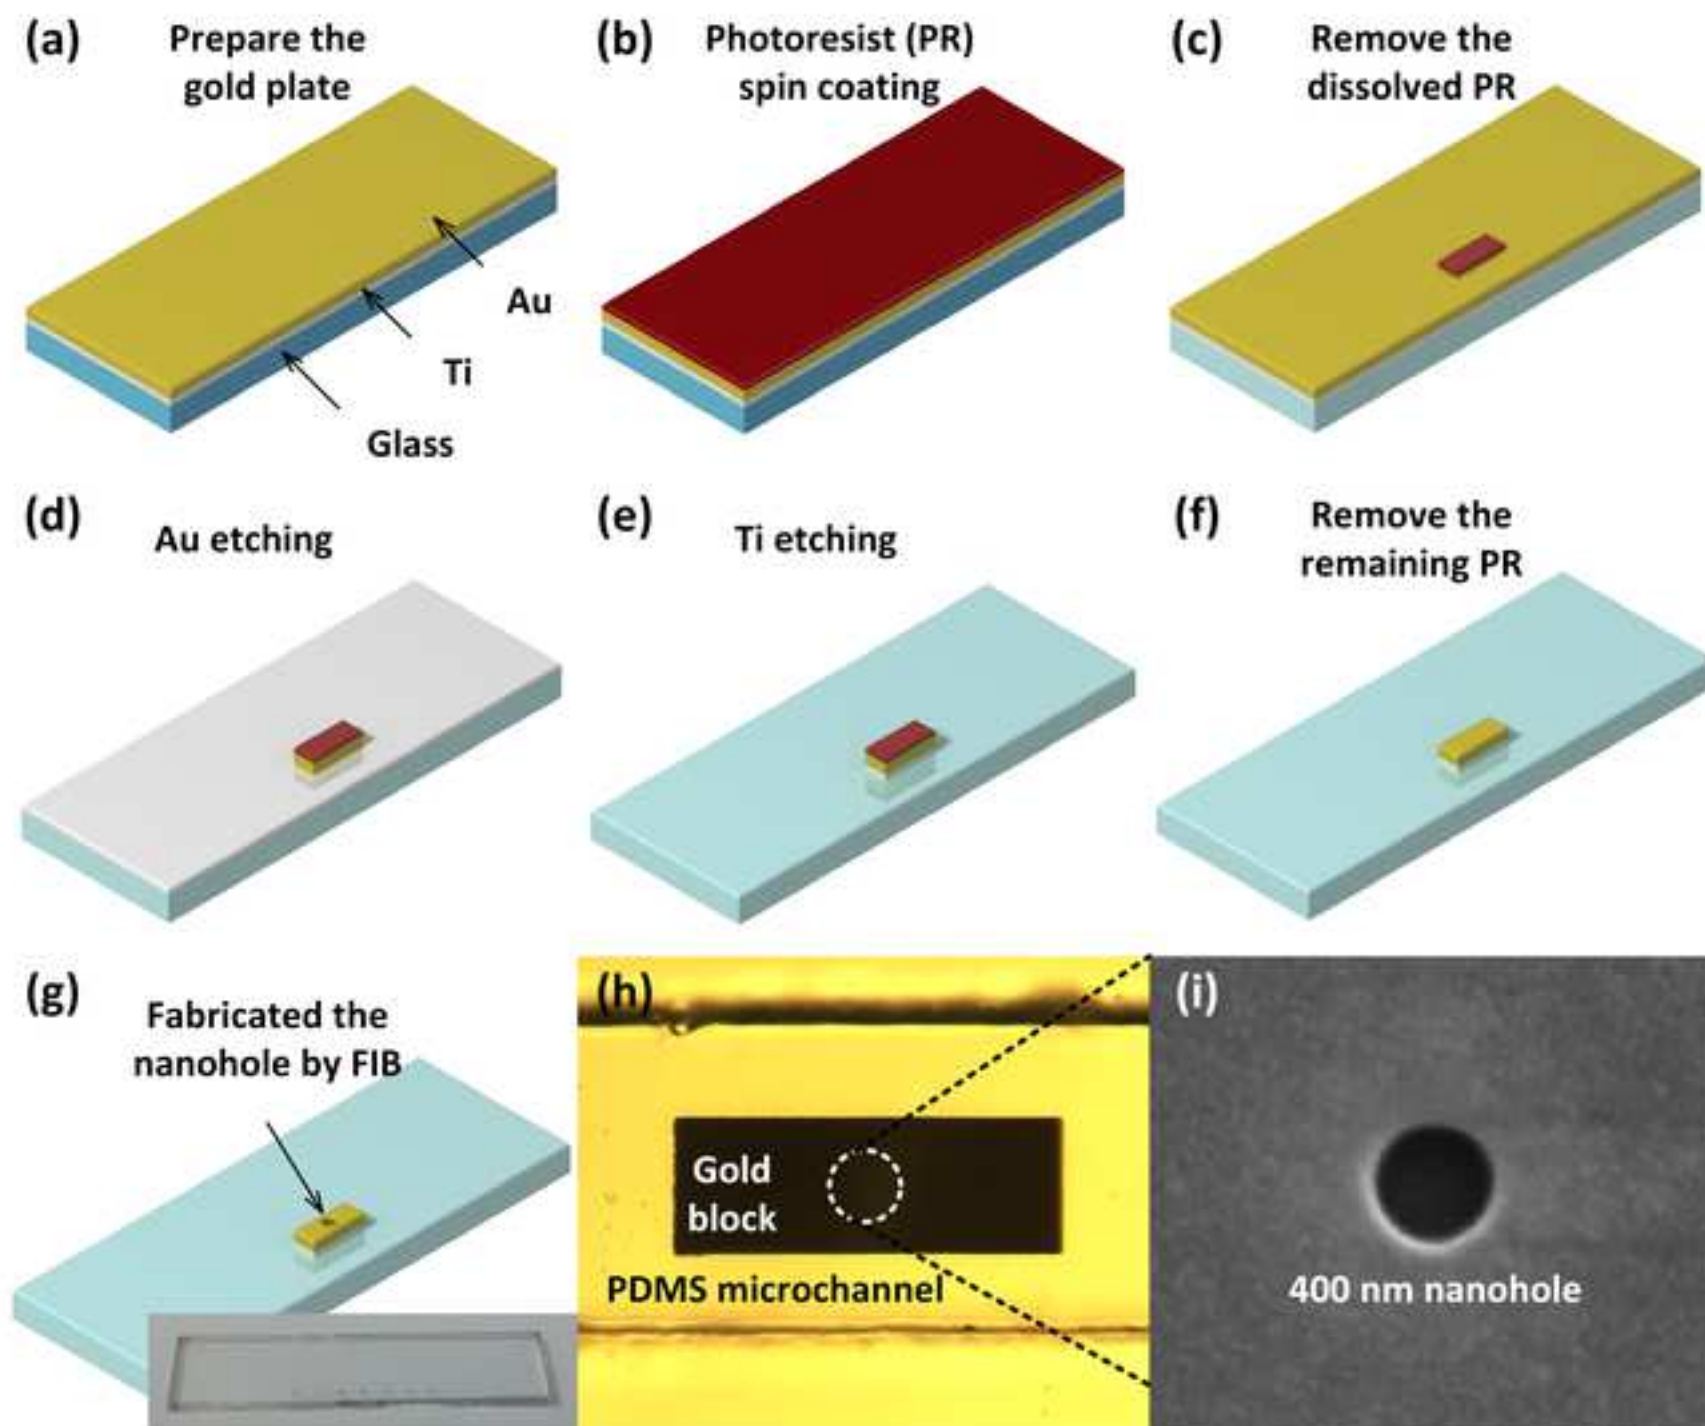 (a)
Prepare the
gold plate
Au
Ti
Glass
(b)
Photoresist (PR)
spin coating
(c)
Remove the
dissolved PR
(d)
Au etching
(e)
Ti etching
(f)
Remove the
remaining PR
(g)
Fabricated the
nanohole by FIB
(h)
Gold
block
PDMS microchannel
(i)
400 nm nanohole